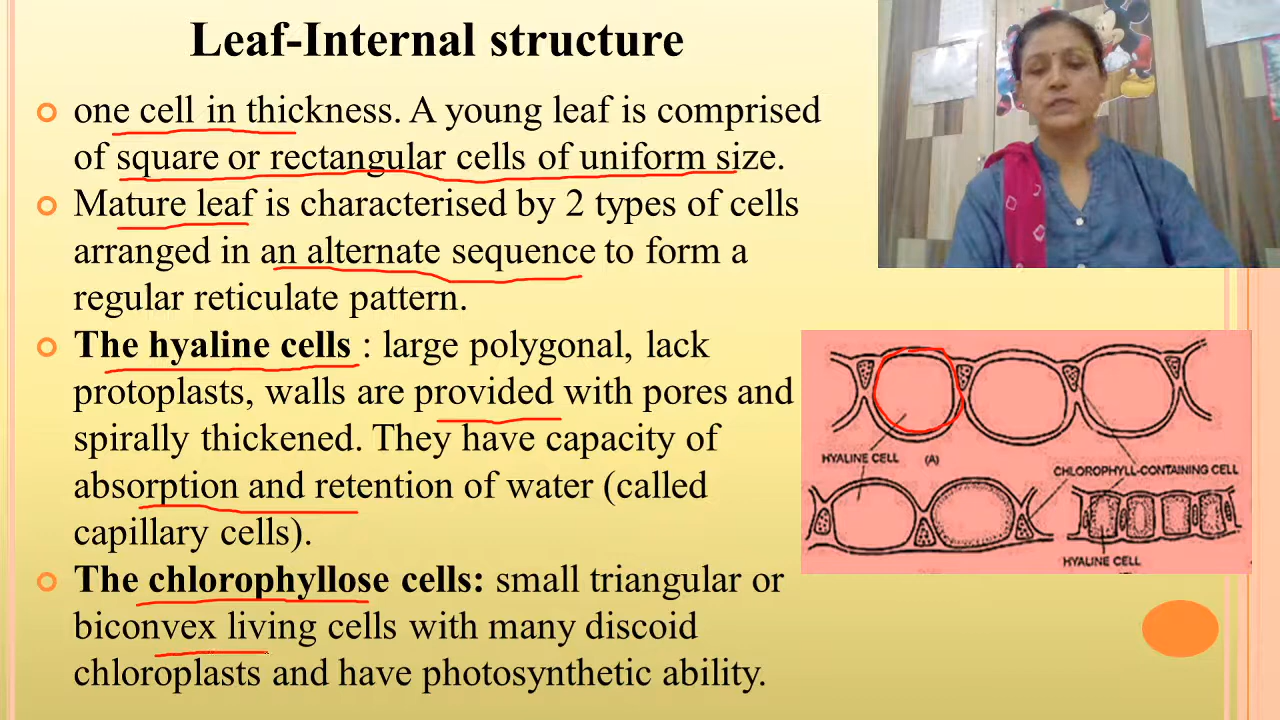 Leaf-Internal structure
one cell in thickness. A young leaf is comprised
of square or rectangular cells of uniform size.
Mature leaf is characterised by 2 types of cells
arranged in an alternate sequence to form a
regular reticulate pattern.
The hyaline cells : large polygonal, lack
protoplasts, walls are provided with pores and
spirally thickened. They have capacity of
absorption and retention of water (called
capillary cells).
The chlorophyllose cells: small triangular or
biconvex living cells with many discoid
chloroplasts and have photosynthetic ability.
HYALINE CELL (A)
CHLOROPHYLL-CONTAINING CELL
HYALINE CELL